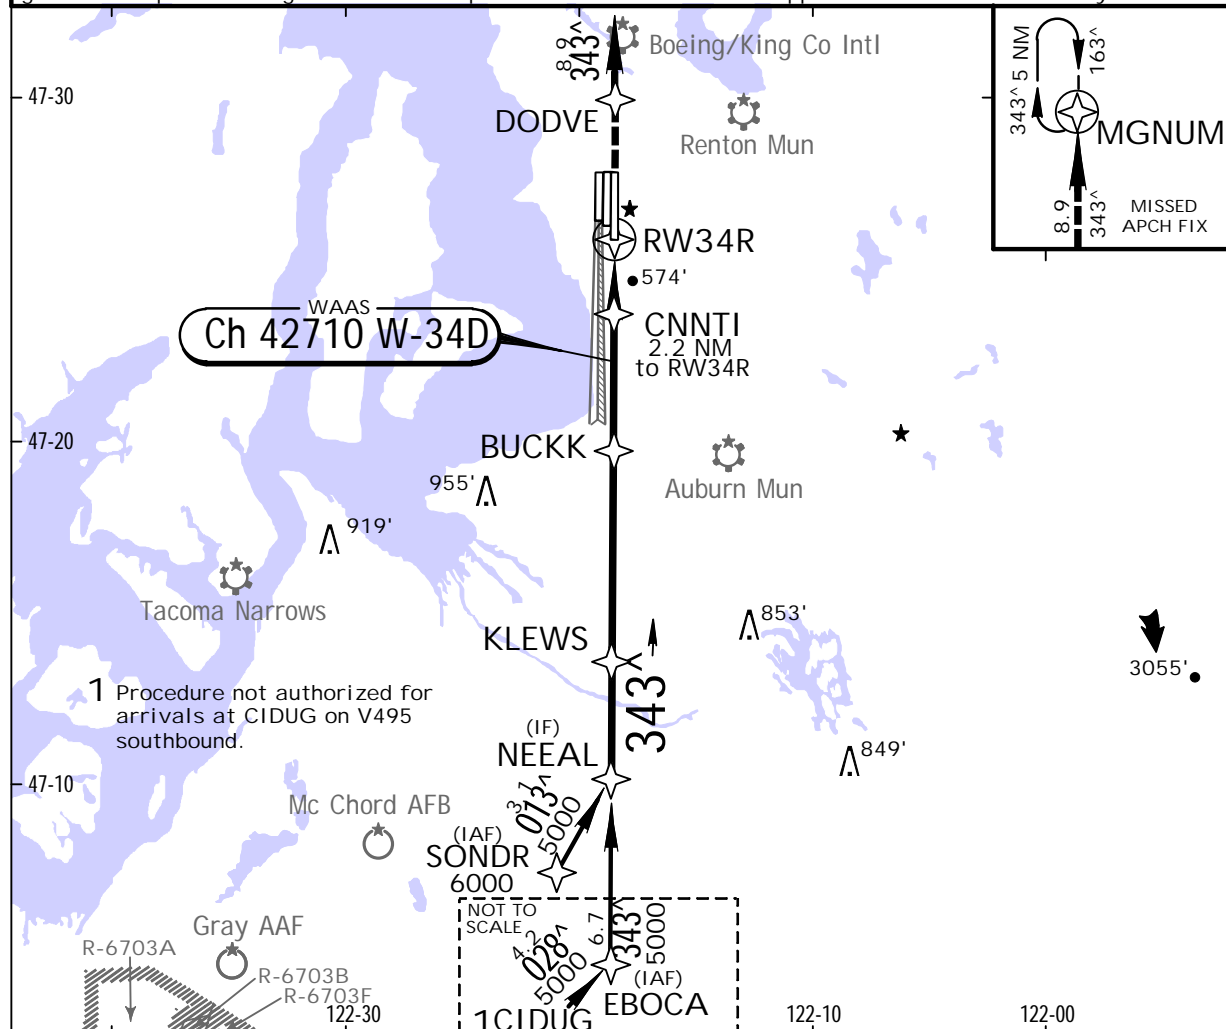 8.9
343^
Boeing/King Co Intl
47-30
DODVE
Renton Mun
343^ 5 NM
163^
MGNUM
8.9
343^
MISSED
APCH FIX
RW34R
574'
WAAS
Ch 42710 W-34D
CNNTI
2.2 NM
to RW34R
47-20
BUCKK
Auburn Mun
955'
919'
Tacoma Narrows
853'
KLEWS
343^
3055'
1 Procedure not authorized for
arrivals at CIDUG on V495
southbound.
(IF)
NEEAL
849'
47-10
3.1
013^
5000
Mc Chord AFB
(IAF)
SONDR
6000
NOT TO
SCALE
4.2
028^
5000
6.7
343^
5000
Gray AAF
R-6703A
R-6703B
R-6703F
(IAF)
EBOCA
1CIDUG
122-30
122-10
122-00